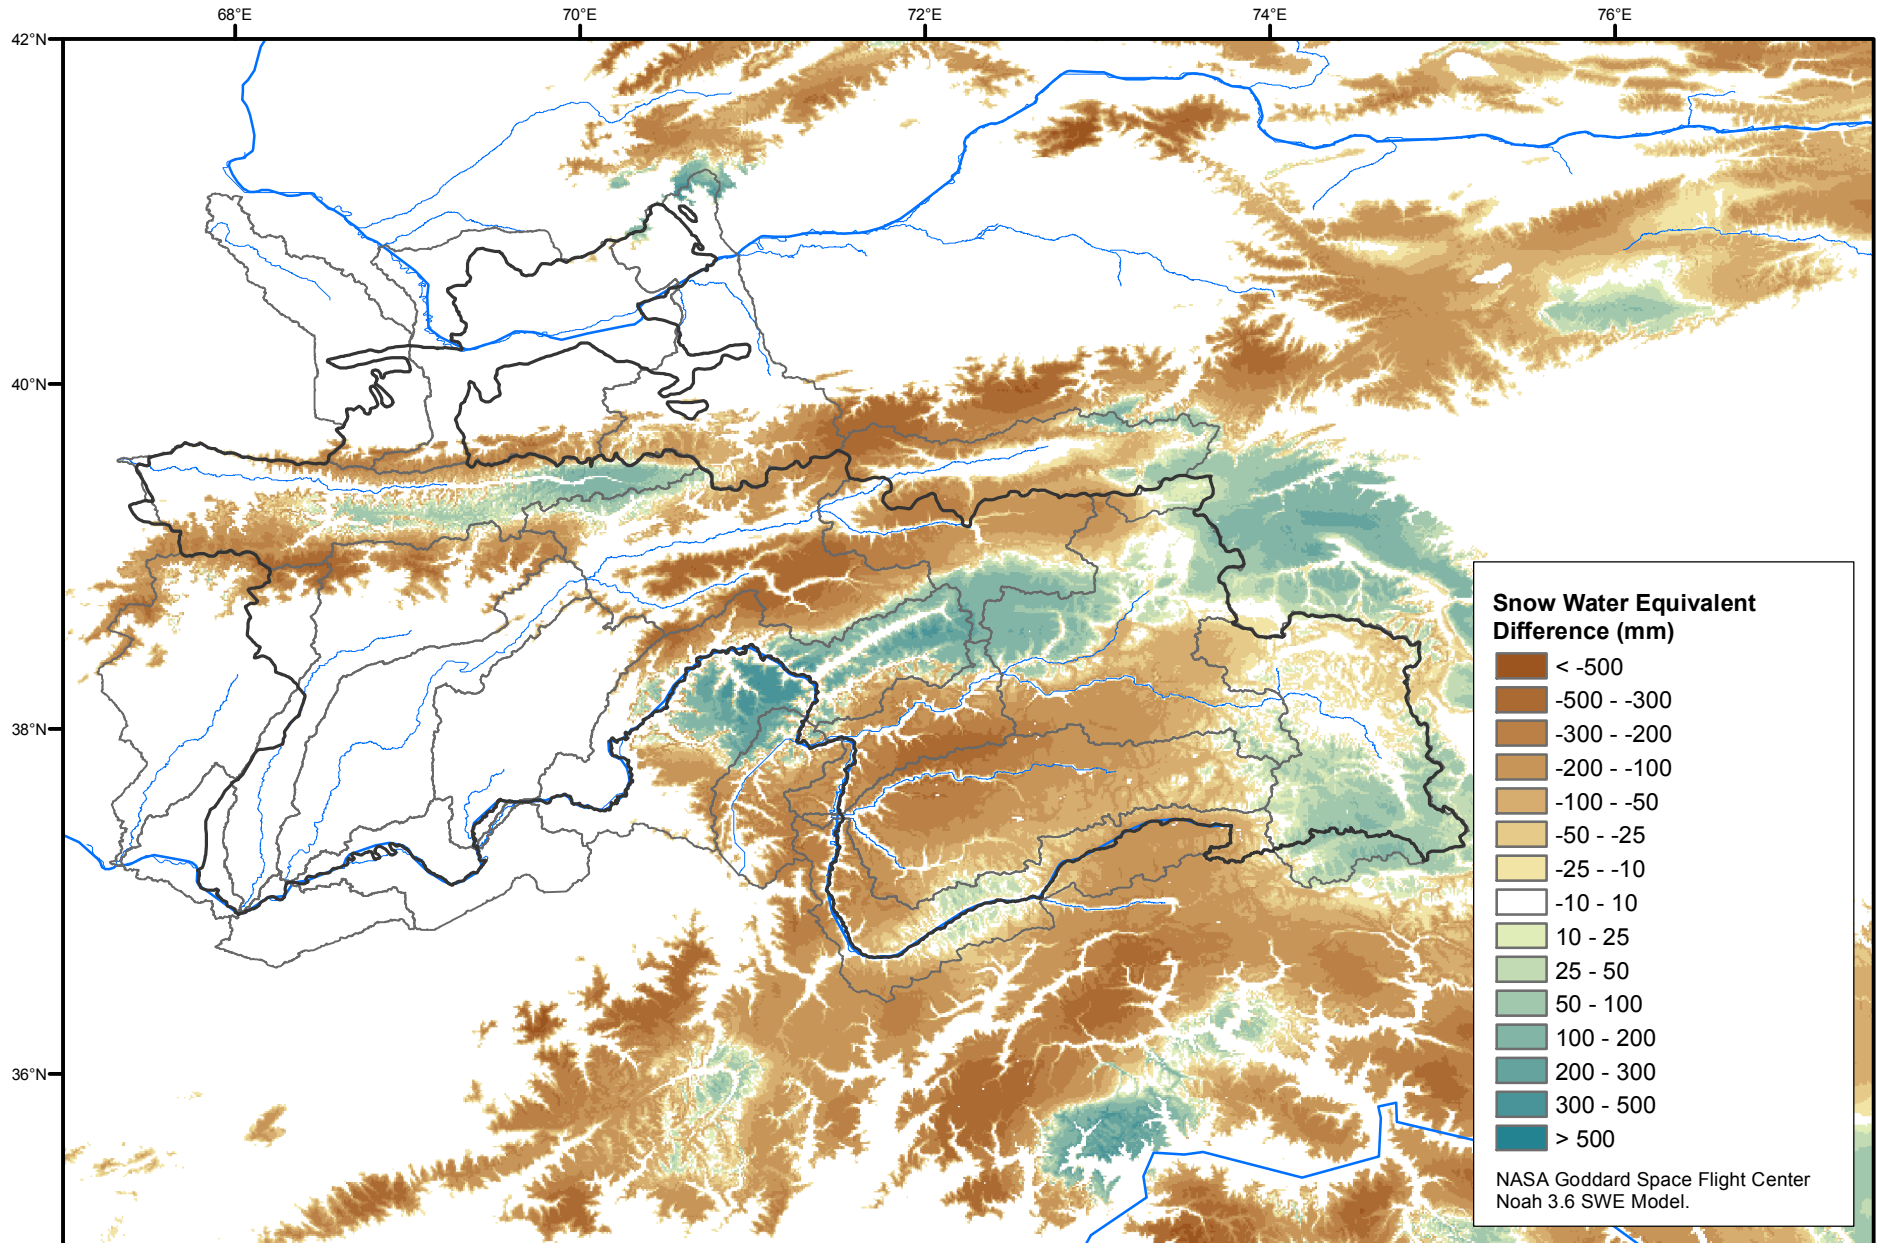 68°E
70°E
72°E
74°E
76°E
42°N
40°N
38°N
36°N
Snow Water Equivalent
Difference (mm)
< -500
-500 - -300
-300 - -200
-200 - -100
-100 - -50
-50 - -25
-25 - -10
-10 - 10
10 - 25
25 - 50
50 - 100
100 - 200
200 - 300
300 - 500
> 500
NASA Goddard Space Flight Center
Noah 3.6 SWE Model.